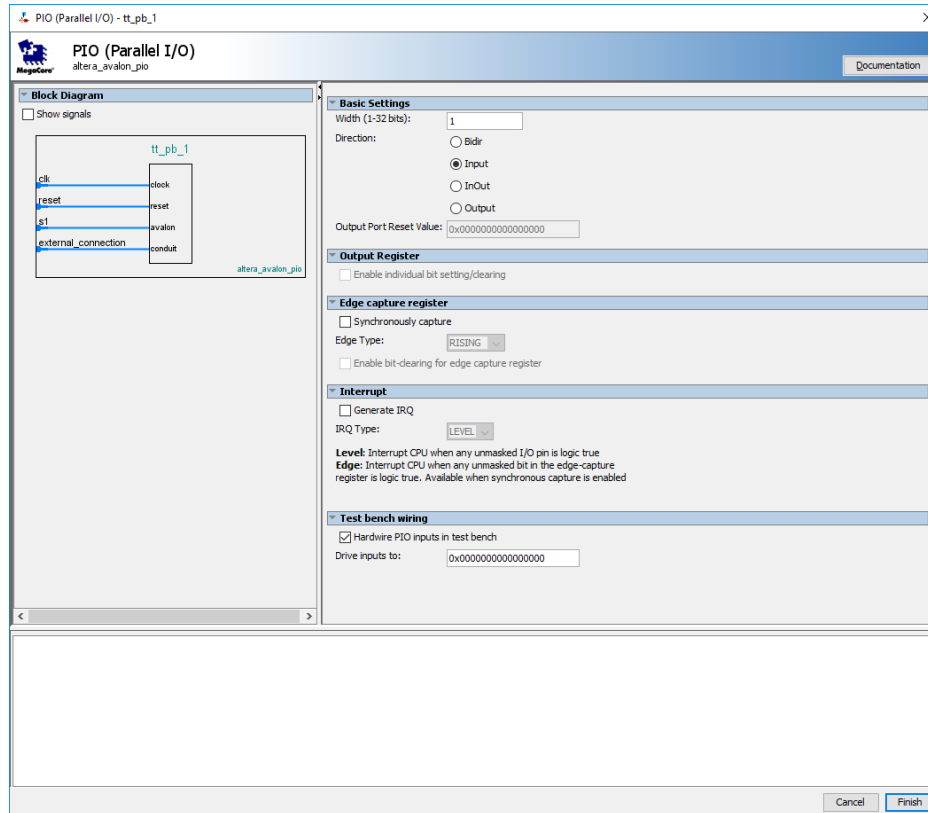 PIO (Parallel I/O) - tt_pb_1
PIO (Parallel I/O)
altera_avalon_pio
MegaCore'
Documentation
Block Diagram
Show signals
tt_pb_1
clk
clock
reset
reset
s1
avalon
external_connection
conduit
altera_avalon_pio
Basic Settings
Width (1-32 bits): 1
Direction:
Bidir
Input
InOut
Output
Output Port Reset Value: 0x0000000000000000
Output Register
Enable individual bit setting/clearing
Edge capture register
Synchronously capture
Edge Type: RISING
Enable bit-clearing for edge capture register
Interrupt
Generate IRQ
IRQ Type: LEVEL
Level: Interrupt CPU when any unmasked I/O pin is logic true
Edge: Interrupt CPU when any unmasked bit in the edge-capture
register is logic true. Available when synchronous capture is enabled
Test bench wiring
Hardwire PIO inputs in test bench
Drive inputs to: 0x0000000000000000
Cancel Finish